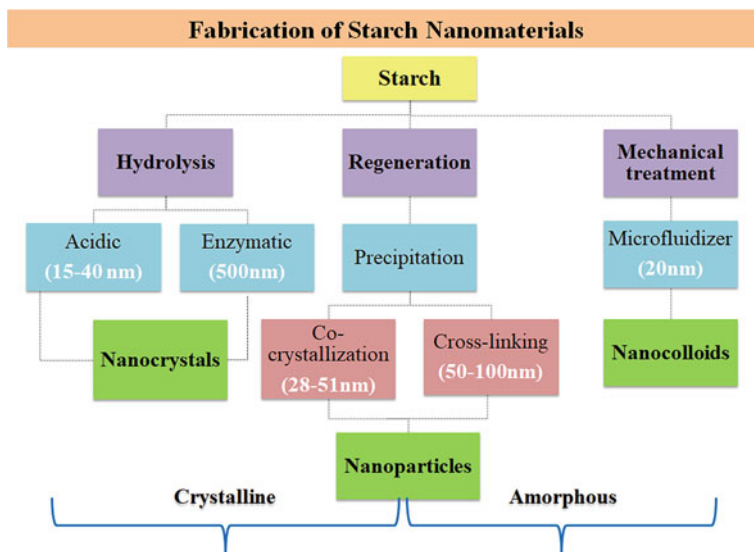 Fabrication of Starch Nanomaterials
Starch
Hydrolysis
Regeneration
Mechanical
treatment
Acidic
(15-40 nm)
Enzymatic
(500nm)
Precipitation
Microfluidizer
(20nm)
Nanocrystals
Co-
crystallization
(28-51nm)
Cross-linking
(50-100nm)
Nanocolloids
Nanoparticles
Crystalline
Amorphous